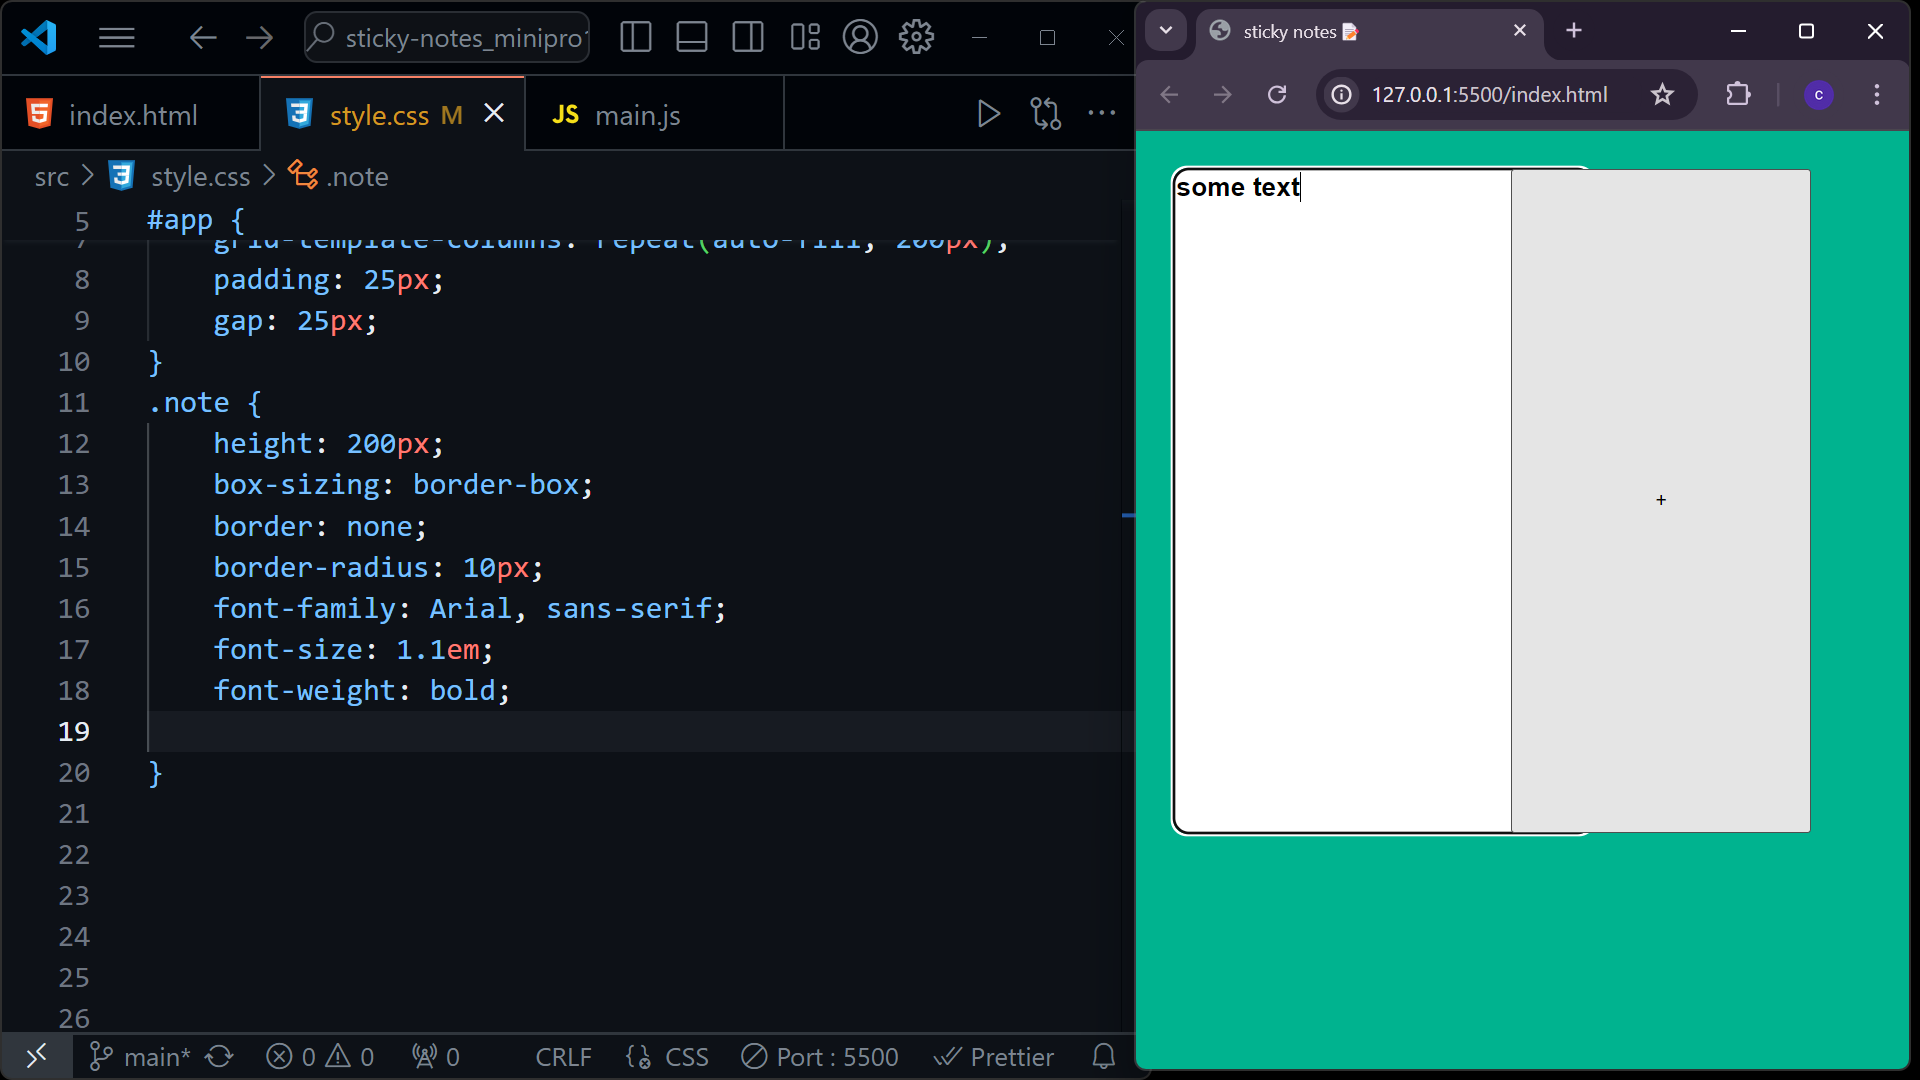 sticky-notes_minipro
index.html
style.css M
JS main.js
src > style.css > .note
5 #app {
7 grid-template-columns: repeat(auto-fill, 200px);
8 padding: 25px;
9 gap: 25px;
10 }
11 .note {
12 height: 200px;
13 box-sizing: border-box;
14 border: none;
15 border-radius: 10px;
16 font-family: Arial, sans-serif;
17 font-size: 1.1em;
18 font-weight: bold;
19
20 }
21
22
23
24
25
26
main* 0 0 0 CRLF CSS Port : 5500 Prettier
sticky notes 📝
127.0.0.1:5500/index.html
c
some text
+